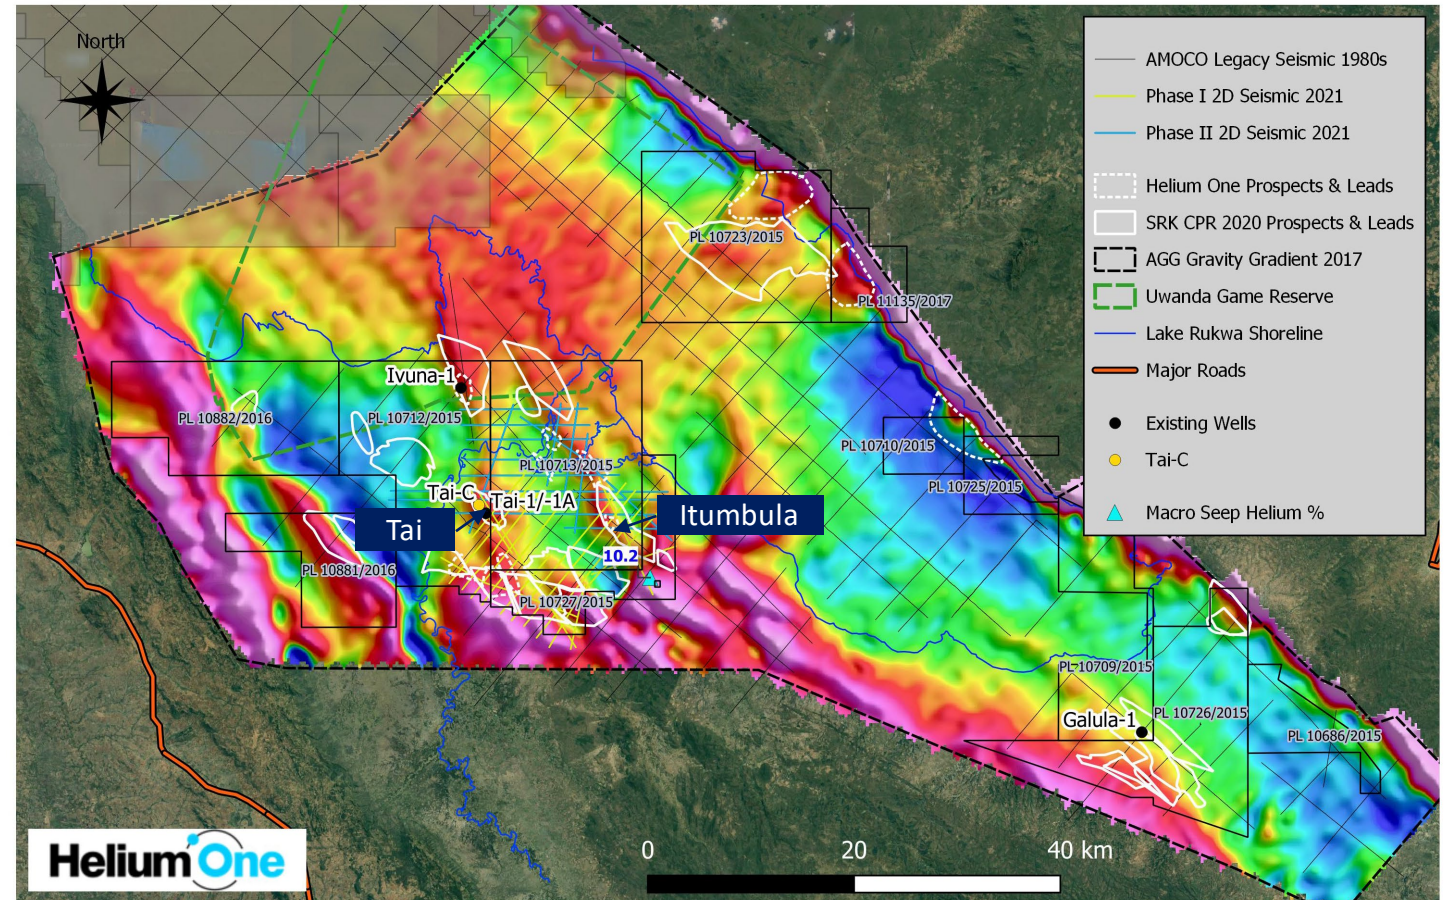 North
AMOCO Legacy Seismic 1980s
Phase I 2D Seismic 2021
Phase II 2D Seismic 2021
Helium One Prospects & Leads
SRK CPR 2020 Prospects & Leads
AGG Gravity Gradient 2017
Uwanda Game Reserve
Lake Rukwa Shoreline
Major Roads
Existing Wells
Tai-C
Macro Seep Helium %
PL 10723/2015
PL 11135/2017
Ivuna-1
PL 10882/2016
PL 10712/2015
PL 10713/2015
PL 10710/2015
PL 10725/2015
Tai-C
Tai-1/-1A
Tai
Itumbula
10.2
PL 10881/2016
PL 10727/2015
PL 10709/2015
Galula-1
PL 10726/2015
PL 10686/2015
Helium One
0 20 40 km